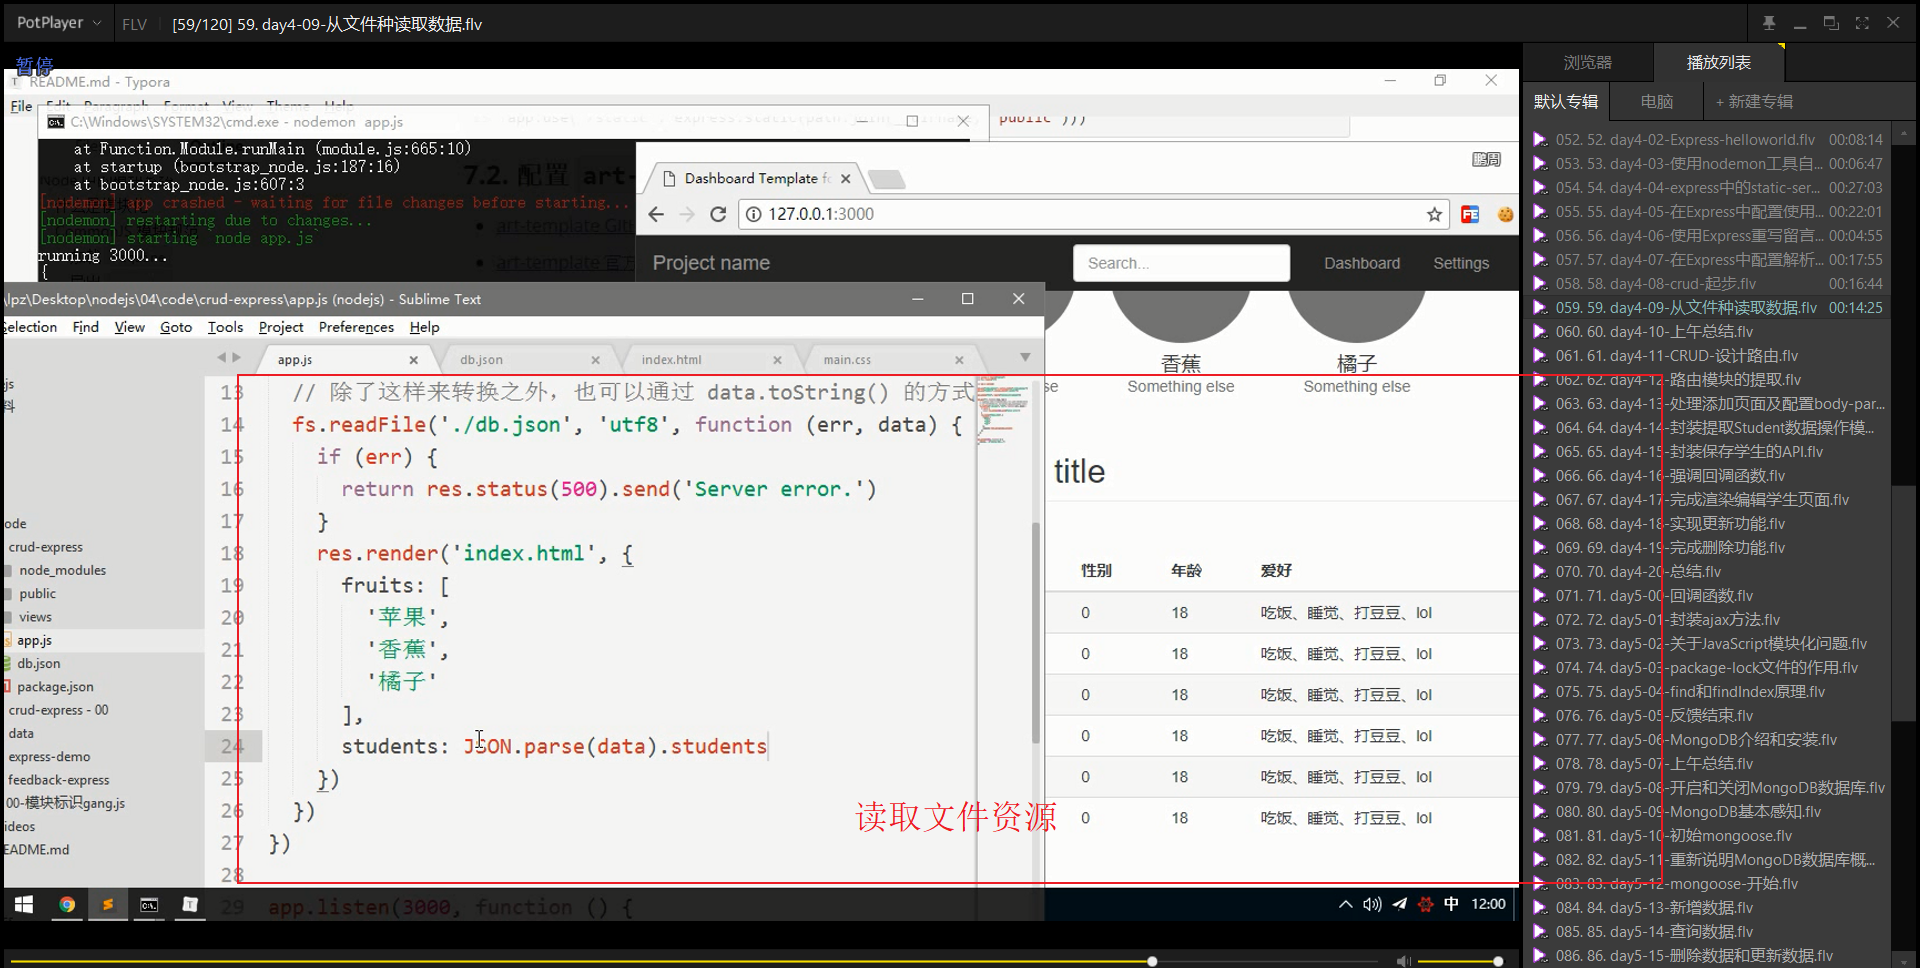 PotPlayer
FLV
[59/120] 59. day4-09-从文件种读取数据.flv
暂停
README.md - Typora
File Edit Paragraph Format View Theme Help
C:\Windows\SYSTEM32\cmd.exe - nodemon app.js
public')))
at Function.Module.runMain (module.js:665:10)
at startup (bootstrap_node.js:187:16)
at bootstrap_node.js:607:3
[nodemon] app crashed - waiting for file changes before starting...
[nodemon] restarting due to changes...
[nodemon] starting `node app.js`
running 3000...
{
7.2. 配置 art-
art-template
art-template 官方
鹏周
Dashboard Template fo
127.0.0.1:3000
Project name
Search...
Dashboard
Settings
香蕉
橘子
se
Something else
Something else
title
性别 年龄 爱好
0 18 吃饭、睡觉、打豆豆、lol
0 18 吃饭、睡觉、打豆豆、lol
0 18 吃饭、睡觉、打豆豆、lol
0 18 吃饭、睡觉、打豆豆、lol
0 18 吃饭、睡觉、打豆豆、lol
0 18 吃饭、睡觉、打豆豆、lol
\lpz\Desktop\nodejs\04\code\crud-express\app.js (nodejs) - Sublime Text
Selection Find View Goto Tools Project Preferences Help
app.js
db.json
index.html
main.css
js
料
ode
crud-express
node_modules
public
views
app.js
db.json
package.json
crud-express - 00
data
express-demo
feedback-express
00-模块标识gang.js
ideos
EADME.md
13 // 除了这样来转换之外，也可以通过 data.toString() 的方式
14 fs.readFile('./db.json', 'utf8', function (err, data) {
15 if (err) {
16 return res.status(500).send('Server error.')
17 }
18 res.render('index.html', {
19 fruits: [
20 '苹果',
21 '香蕉',
22 '橘子'
23 ],
24 students: JSON.parse(data).students
25 })
26 })
27 })
28
29 app.listen(3000, function () {
读取文件资源
中
12:00
浏览器
播放列表
默认专辑
电脑
+ 新建专辑
052. 52. day4-02-Express-helloworld.flv 00:08:14
053. 53. day4-03-使用nodemon工具自... 00:06:47
054. 54. day4-04-express中的static-ser... 00:27:03
055. 55. day4-05-在Express中配置使用... 00:22:01
056. 56. day4-06-使用Express重写留言... 00:04:55
057. 57. day4-07-在Express中配置解析... 00:17:55
058. 58. day4-08-crud-起步.flv 00:16:44
059. 59. day4-09-从文件种读取数据.flv 00:14:25
060. 60. day4-10-上午总结.flv
061. 61. day4-11-CRUD-设计路由.flv
062. 62. day4-12-路由模块的提取.flv
063. 63. day4-13-处理添加页面及配置body-par...
064. 64. day4-14-封装提取Student数据操作模...
065. 65. day4-15-封装保存学生的API.flv
066. 66. day4-16-强调回调函数.flv
067. 67. day4-17-完成渲染编辑学生页面.flv
068. 68. day4-18-实现更新功能.flv
069. 69. day4-19-完成删除功能.flv
070. 70. day4-20-总结.flv
071. 71. day5-00-回调函数.flv
072. 72. day5-01-封装ajax方法.flv
073. 73. day5-02-关于JavaScript模块化问题.flv
074. 74. day5-03-package-lock文件的作用.flv
075. 75. day5-04-find和findIndex原理.flv
076. 76. day5-05-反馈结束.flv
077. 77. day5-06-MongoDB介绍和安装.flv
078. 78. day5-07-上午总结.flv
079. 79. day5-08-开启和关闭MongoDB数据库.flv
080. 80. day5-09-MongoDB基本感知.flv
081. 81. day5-10-初始mongoose.flv
082. 82. day5-11-重新说明MongoDB数据库概...
083. 83. day5-12-mongoose-开始.flv
084. 84. day5-13-新增数据.flv
085. 85. day5-14-查询数据.flv
086. 86. day5-15-删除数据和更新数据.flv